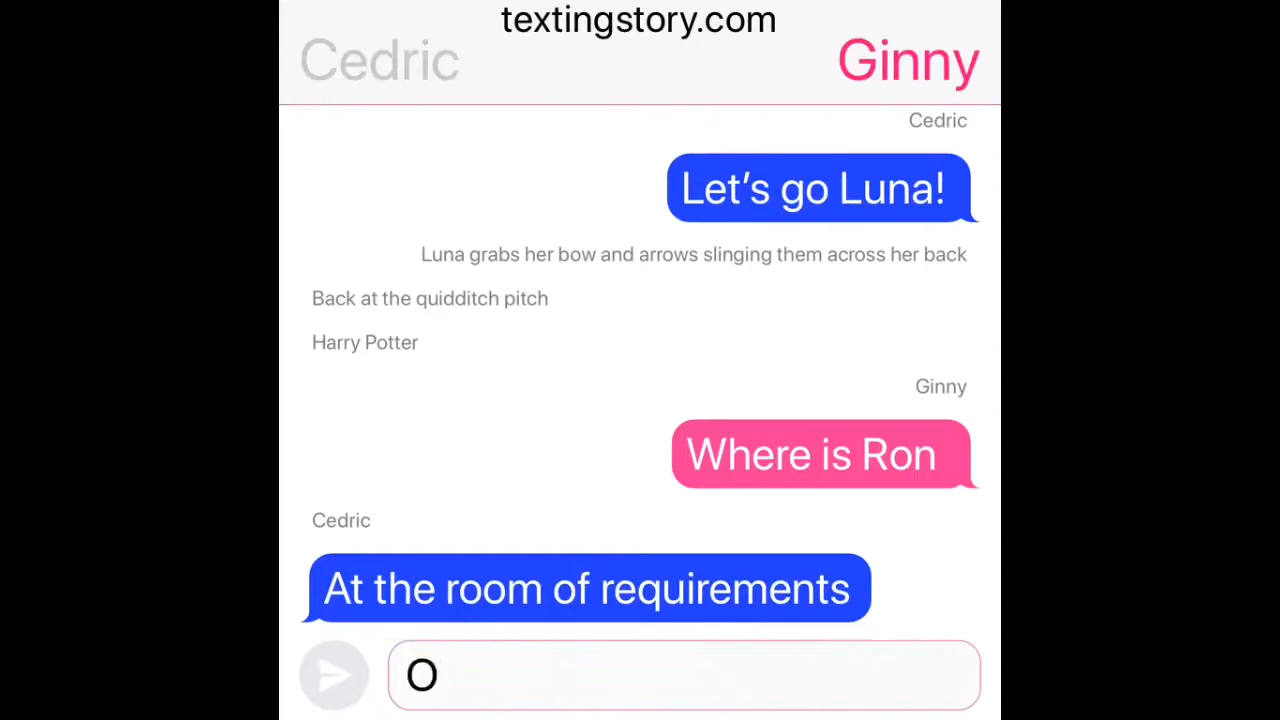 textingstory.com
Cedric
Ginny
Cedric
Let's go Luna!
Luna grabs her bow and arrows slinging them across her back
Back at the quidditch pitch
Harry Potter
Ginny
Where is Ron
Cedric
At the room of requirements
O